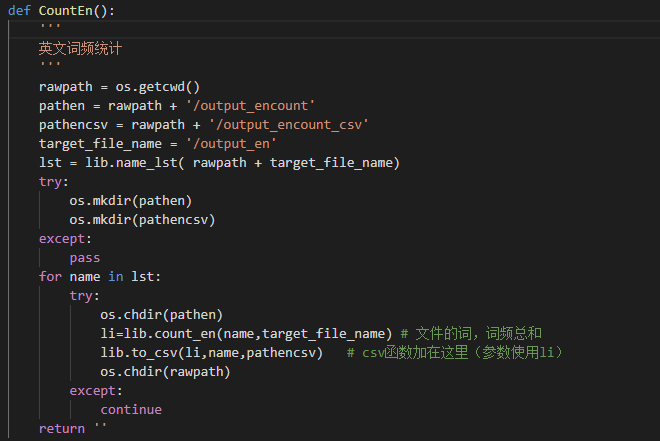 def CountEn():
    '''
    英文词频统计
    '''
    rawpath = os.getcwd()
    pathen = rawpath + '/output_encount'
    pathencsv = rawpath + '/output_encount_csv'
    target_file_name = '/output_en'
    lst = lib.name_lst( rawpath + target_file_name)
    try:
        os.mkdir(pathen)
        os.mkdir(pathencsv)
    except:
        pass
    for name in lst:
        try:
            os.chdir(pathen)
            li=lib.count_en(name,target_file_name) # 文件的词，词频总和
            lib.to_csv(li,name,pathencsv)   # csv函数加在这里（参数使用li）
            os.chdir(rawpath)
        except:
            continue
    return ''